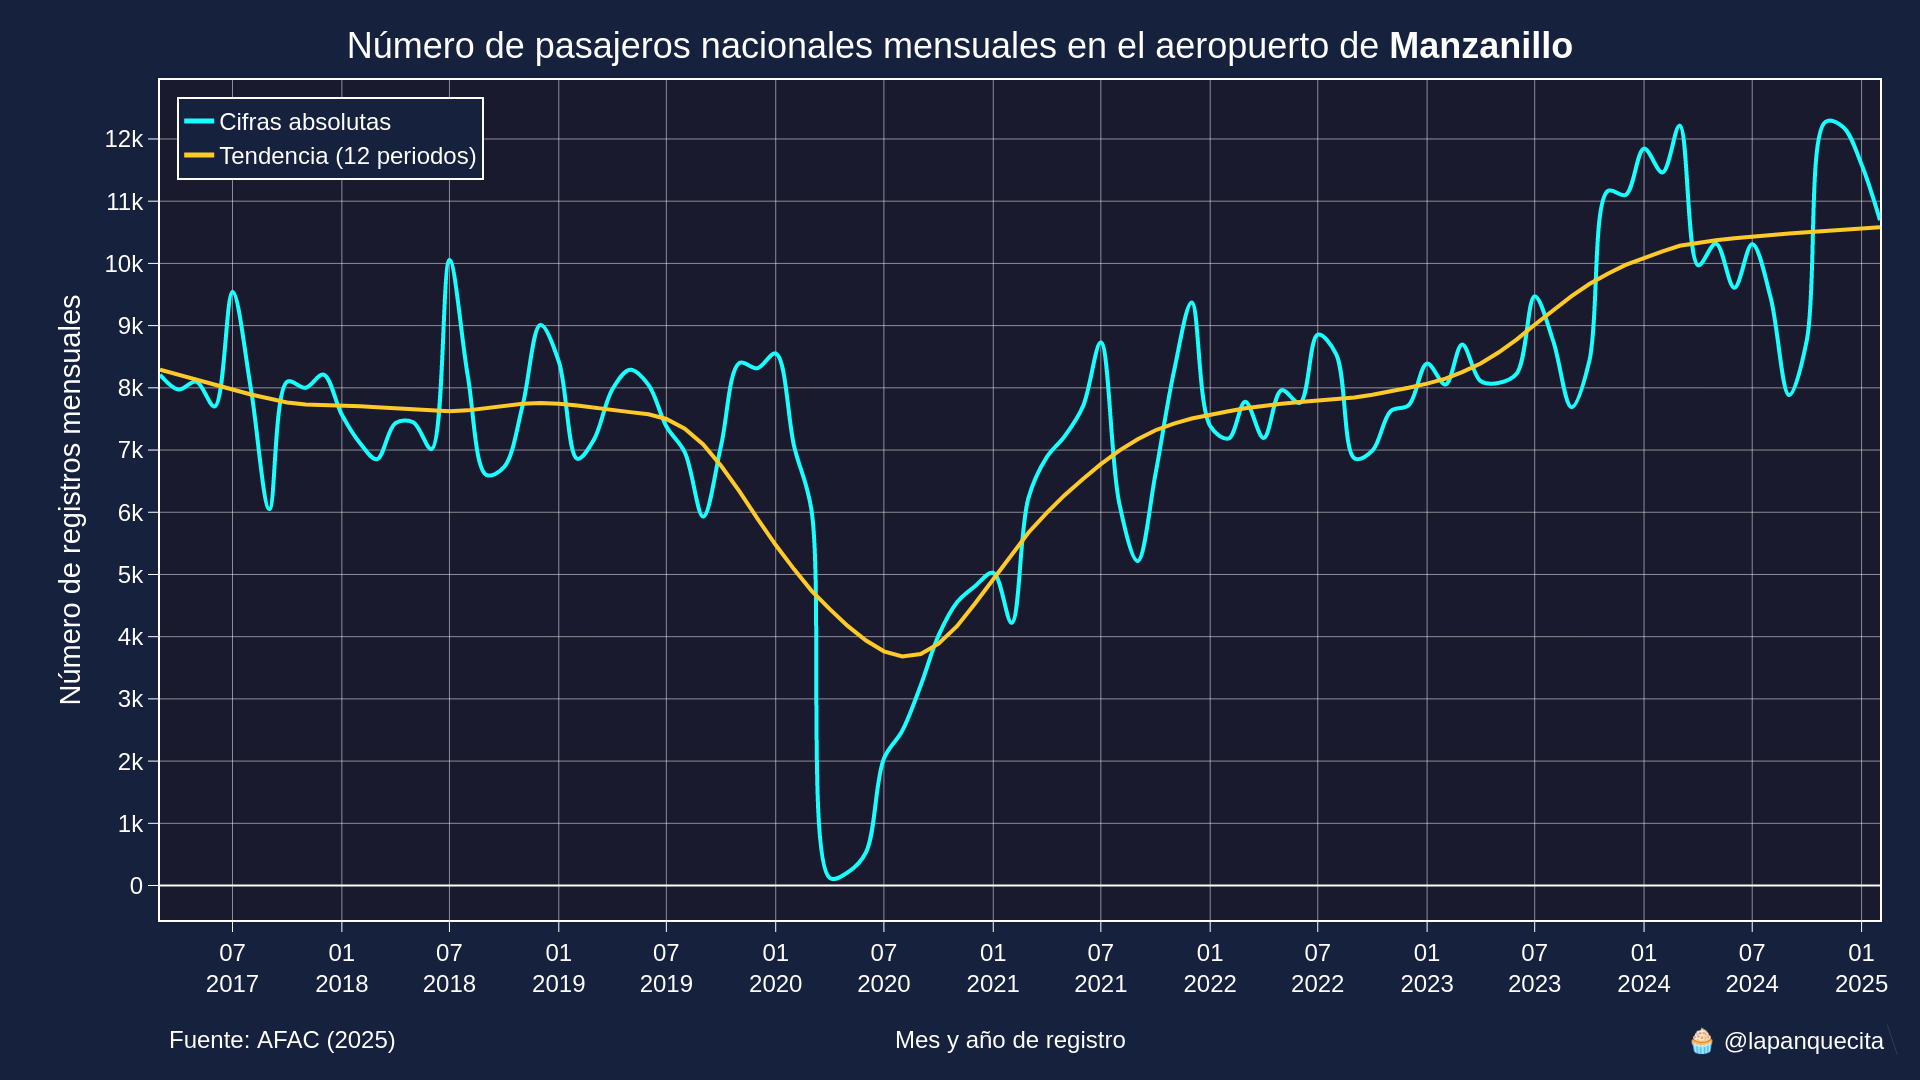 Número de pasajeros nacionales mensuales en el aeropuerto de Manzanillo
Cifras absolutas
Tendencia (12 periodos)
Número de registros mensuales
12k
11k
10k
9k
8k
7k
6k
5k
4k
3k
2k
1k
0
07 01 07 01 07 01 07 01 07 01 07 01 07 01 07 01
2017 2018 2018 2019 2019 2020 2020 2021 2021 2022 2022 2023 2023 2024 2024 2025
Fuente: AFAC (2025)
Mes y año de registro
🧁 @lapanquecita